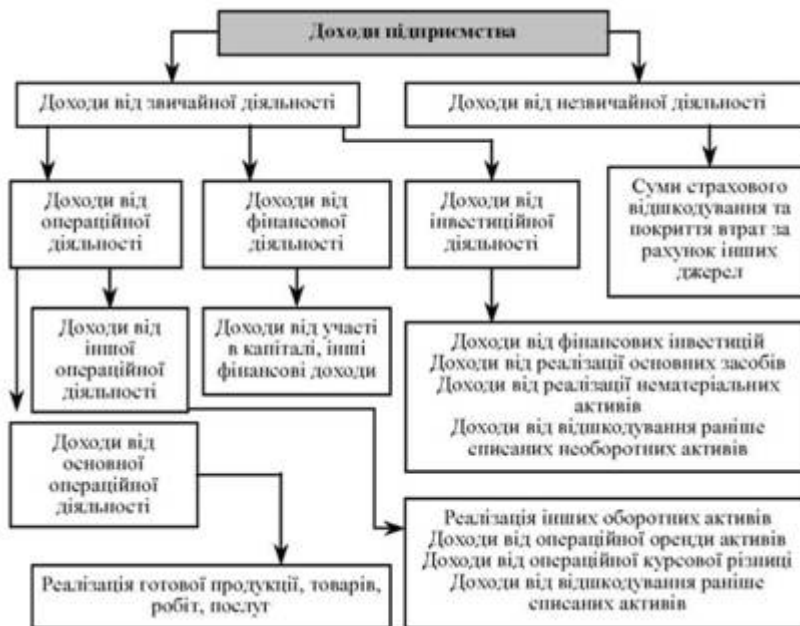 Доходи підприємства
Доходи від звичайної діяльності
Доходи від незвичайної діяльності
Доходи від
операційної
діяльності
Доходи від
фінансової
діяльності
Доходи від
інвестиційної
діяльності
Суми страхового
відшкодування та
покриття втрат за
рахунок інших
джерел
Доходи від
іншої
операційної
діяльності
Доходи від участі
в капіталі, інші
фінансові доходи
Доходи від фінансових інвестицій
Доходи від реалізації основних засобів
Доходи від реалізації нематеріальних
активів
Доходи від відшкодування раніше
списаних необоротних активів
Доходи від
основної
операційної
діяльності
Реалізація інших оборотних активів
Доходи від операційної оренди активів
Доходи від операційної курсової різниці
Доходи від відшкодування раніше
списаних активів
Реалізація готової продукції, товарів,
робіт, послуг